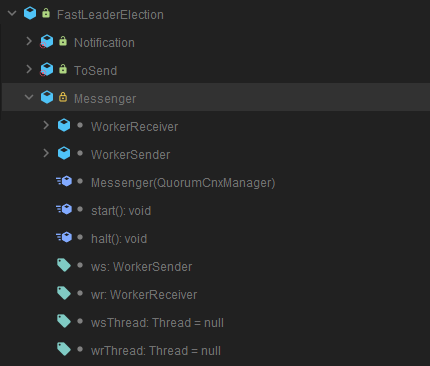 FastLeaderElection
Notification
ToSend
Messenger
WorkerReceiver
WorkerSender
Messenger(QuorumCnxManager)
start(): void
halt(): void
ws: WorkerSender
wr: WorkerReceiver
wsThread: Thread = null
wrThread: Thread = null